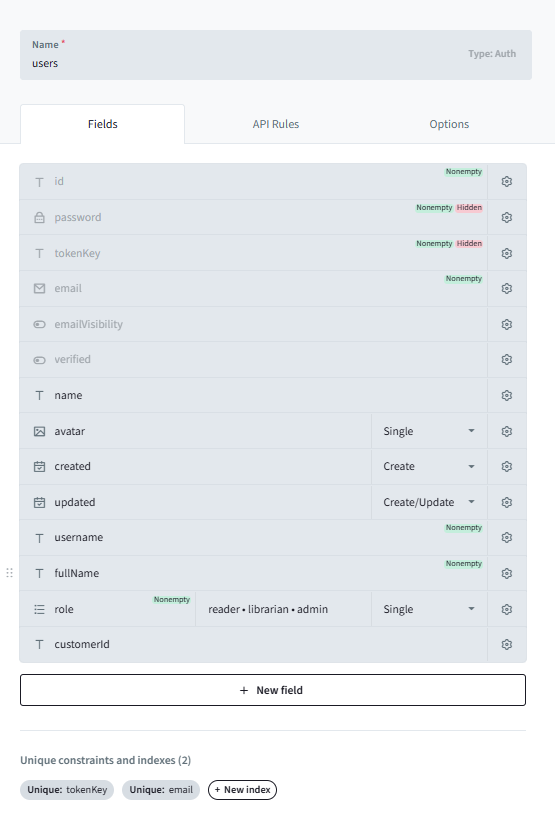 Name *
users
Type: Auth
Fields API Rules Options
id Nonempty
password Nonempty Hidden
tokenKey Nonempty Hidden
email Nonempty
emailVisibility
verified
name
avatar Single
created Create
updated Create/Update
username Nonempty
fullName Nonempty
role Nonempty reader • librarian • admin Single
customerId
+ New field
Unique constraints and indexes (2)
Unique: tokenKey Unique: email + New index